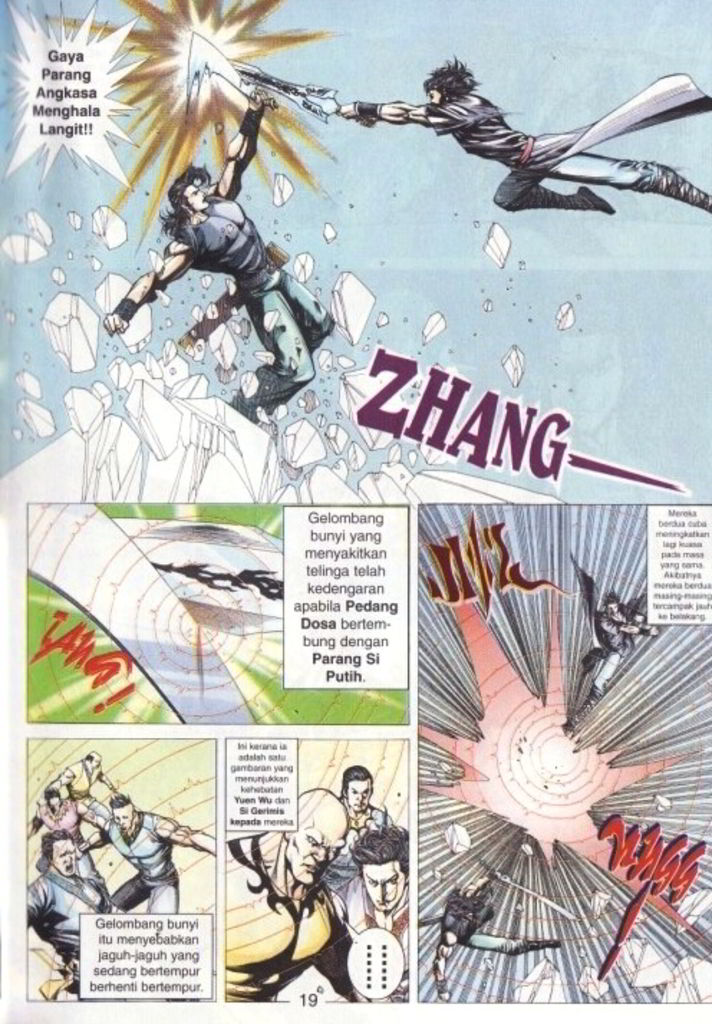 Gaya
Parang
Angkasa
Menghala
Langit!!
ZHANG
Gelombang
bunyi yang
menyakitkan
telinga telah
kedengaran
apabila Pedang
Dosa bertem-
bung dengan
Parang Si
Putih.
Mereka
berdua cuba
meningkatkan
lagi kuasa
pada masa
yang sama.
Akibatnya
mereka berdua
masing-masing
tercampak jauh
ke belakang.
Gelombang bunyi
itu menyebabkan
jaguh-jaguh yang
sedang bertempur
berhenti bertempur.
Ini kerana ia
adalah satu
gambaran yang
menunjukkan
kehebatan
Yuen Wu dan
Si Gerimis
kepada mereka
19